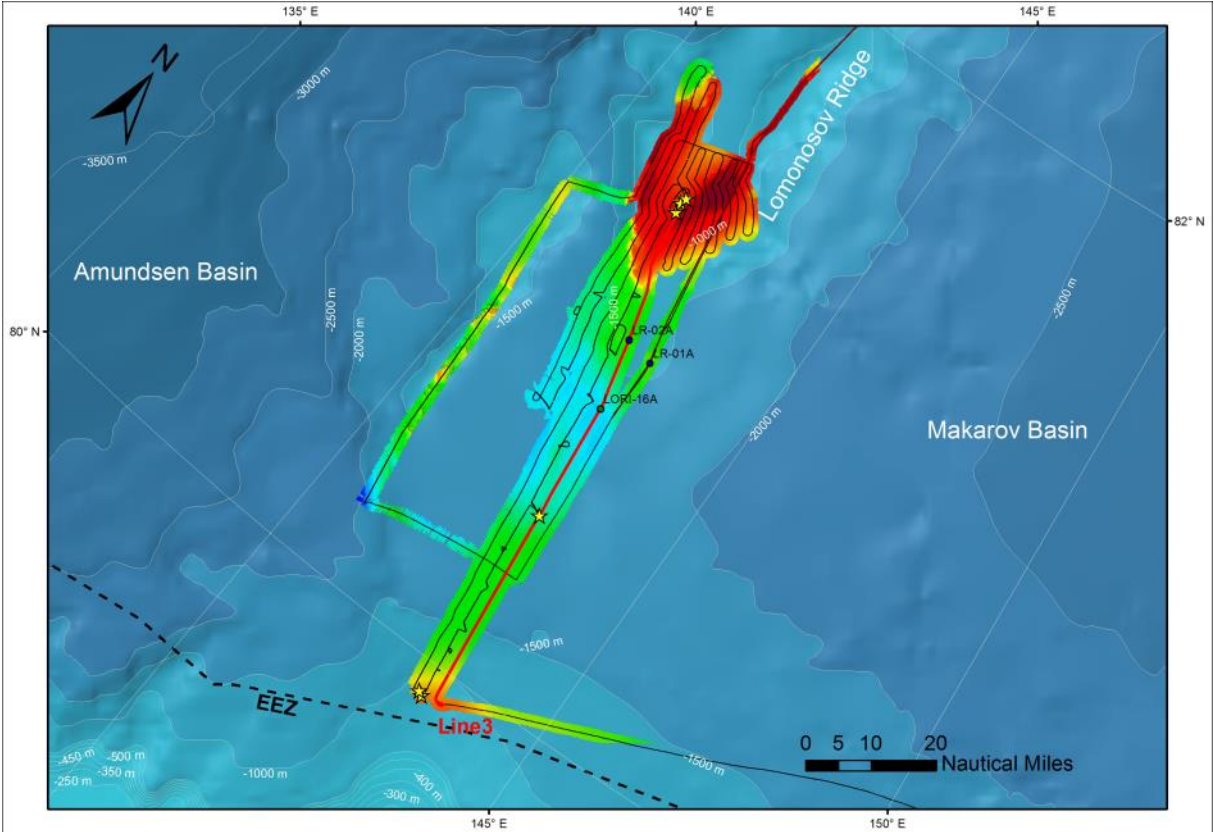 135° E
140° E
145° E
N
-3000 m
-3500 m
Lomonosov Ridge
82° N
-1000 m
Amundsen Basin
-2500 m
-2000 m
-1500 m
-1500 m
-2500 m
80° N
LR-02A
LR-01A
LORI-16A
-2000 m
Makarov Basin
-1500 m
EEZ
Line3
0 5 10 20
Nautical Miles
-450 m
-500 m
-350 m
-250 m
-1000 m
-400 m
-300 m
-1500 m
145° E
150° E